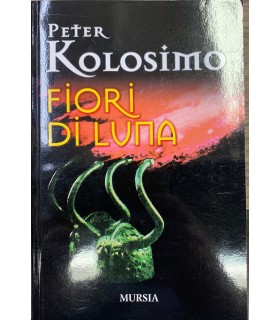 PETER
KOLOSIMO
FIORI
DI LUNA
MURSIA